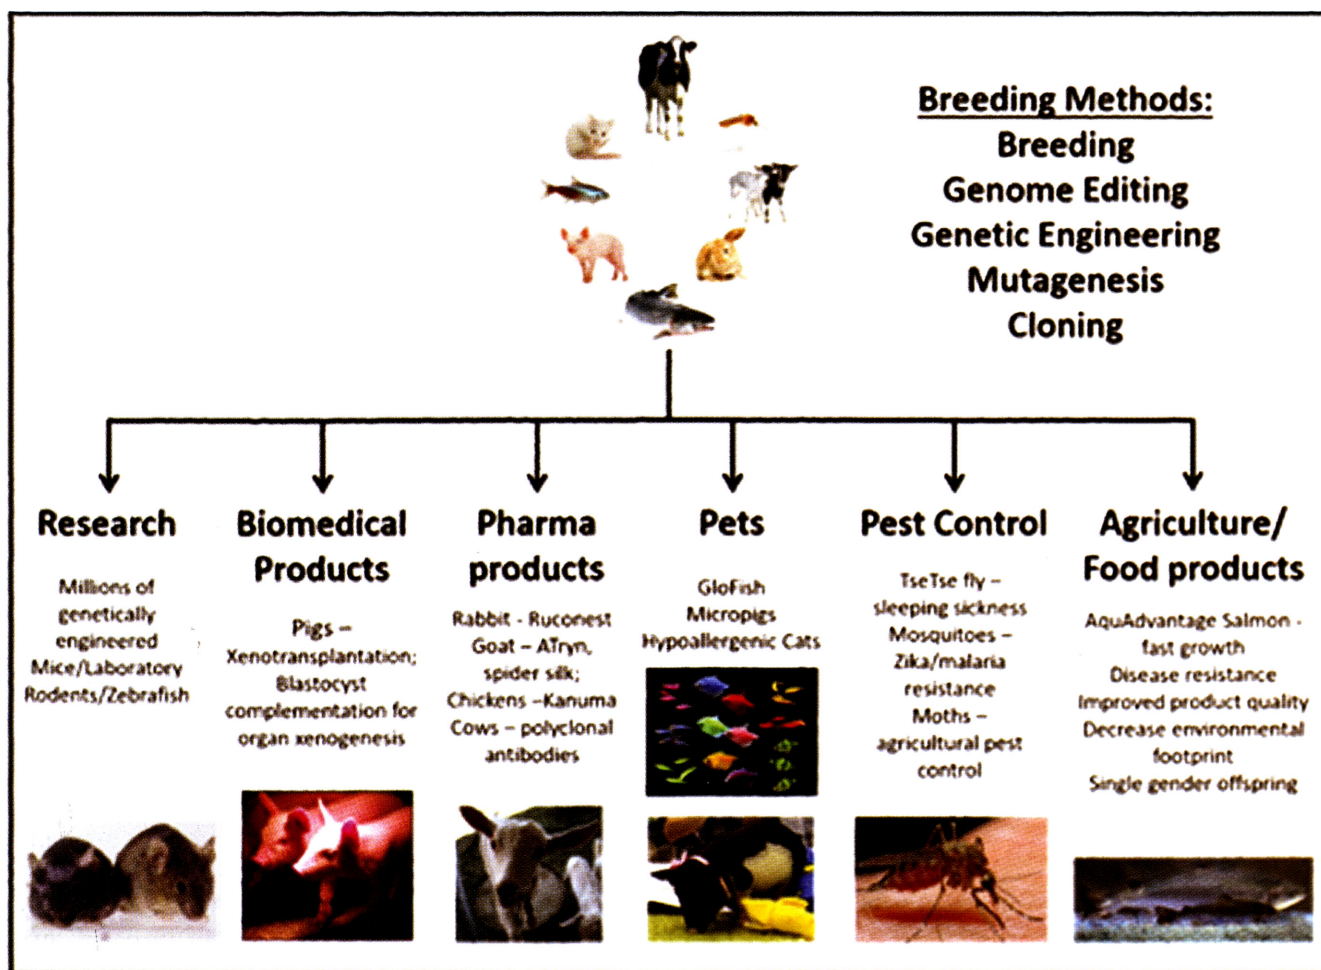 Breeding Methods:
Breeding
Genome Editing
Genetic Engineering
Mutagenesis
Cloning
Research
Millions of
genetically
engineered
Mice/Laboratory
Rodents/Zebrafish
Biomedical
Products
Pigs –
Xenotransplantation;
Blastocyst
complementation for
organ xenogenesis
Pharma
products
Rabbit - Ruconest
Goat – ATryn,
spider silk;
Chickens –Kanuma
Cows – polyclonal
antibodies
Pets
GloFish
Micropigs
Hypoallergenic Cats
Pest Control
TseTse fly –
sleeping sickness
Mosquitoes –
Zika/malaria
resistance
Moths –
agricultural pest
control
Agriculture/
Food products
AquAdvantage Salmon -
fast growth
Disease resistance
Improved product quality
Decrease environmental
footprint
Single gender offspring